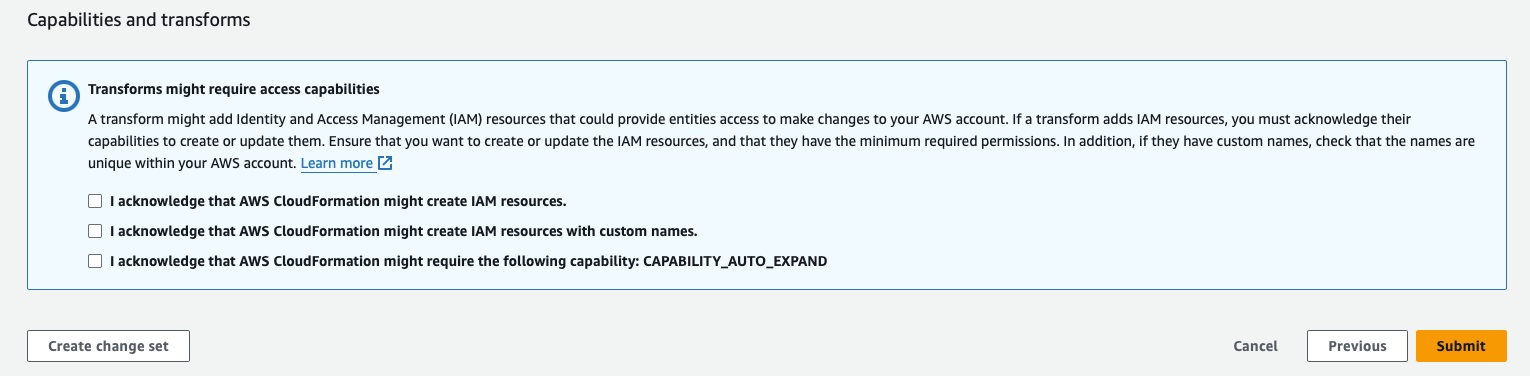 Capabilities and transforms
Transforms might require access capabilities
A transform might add Identity and Access Management (IAM) resources that could provide entities access to make changes to your AWS account. If a transform adds IAM resources, you must acknowledge their
capabilities to create or update them. Ensure that you want to create or update the IAM resources, and that they have the minimum required permissions. In addition, if they have custom names, check that the names are
unique within your AWS account. Learn more
I acknowledge that AWS CloudFormation might create IAM resources.
I acknowledge that AWS CloudFormation might create IAM resources with custom names.
I acknowledge that AWS CloudFormation might require the following capability: CAPABILITY_AUTO_EXPAND
Create change set Cancel Previous Submit